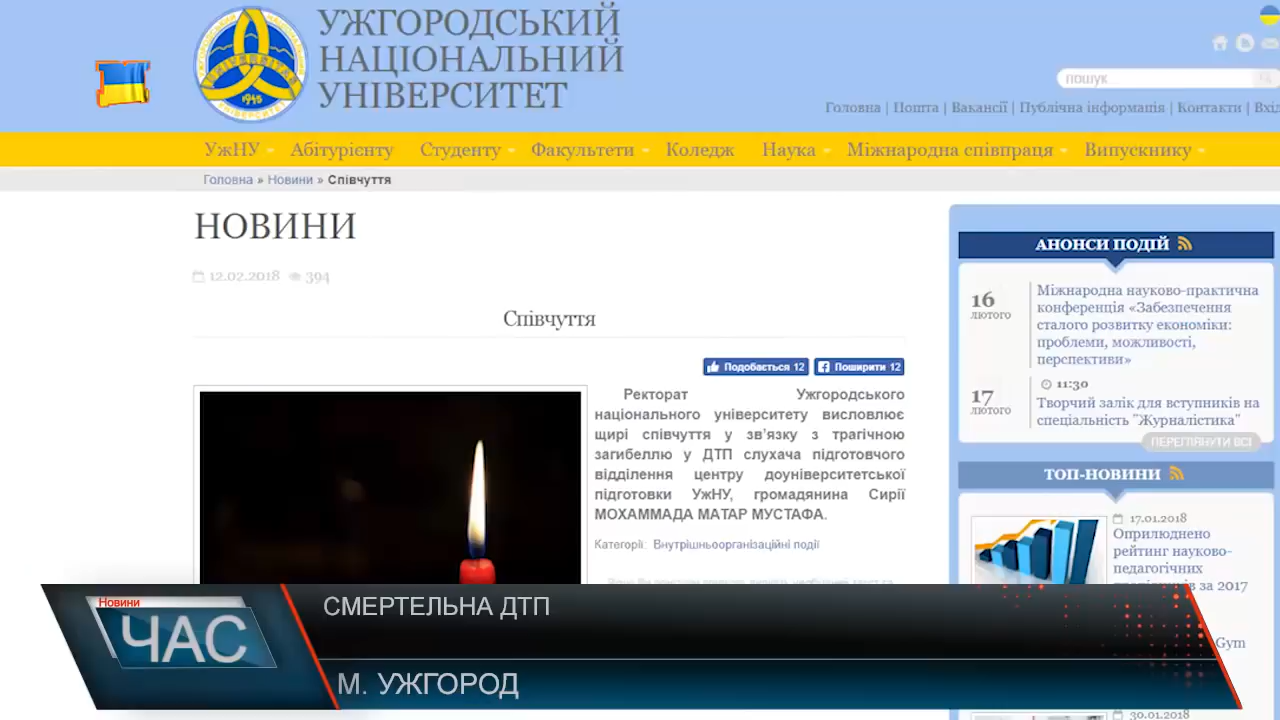 УЖГОРОДСЬКИЙ
НАЦІОНАЛЬНИЙ
УНІВЕРСИТЕТ
УНІВЕРСИТЕТ
1945
пошук
Головна | Пошта | Вакансії | Публічна інформація | Контакти | Вхід
УжНУ Абітурієнту Студенту Факультети Коледж Наука Міжнародна співпраця Випускнику
Головна » Новини » Співчуття
НОВИНИ
12.02.2018 394
Співчуття
Подобається 12 Поширити 12
Ректорат Ужгородського
національного університету висловлює
щирі співчуття у зв’язку з трагічною
загибеллю у ДТП слухача підготовчого
відділення центру доуніверситетської
підготовки УжНУ, громадянина Сирії
МОХАММАДА МАТАР МУСТАФА.
Категорії: Внутрішньоорганізаційні події
АНОНСИ ПОДІЙ
16
лютого
Міжнародна науково-практична
конференція «Забезпечення
сталого розвитку економіки:
проблеми, можливості,
перспективи»
17
лютого
11:30
Творчий залік для вступників на
спеціальність "Журналістика"
ПЕРЕГЛЯНУТИ ВСІ
ТОП-НОВИНИ
17.01.2018
Оприлюднено
рейтинг науково-
педагогічних
за 2017
Gym
30.01.2018
Новини
ЧАС
СМЕРТЕЛЬНА ДТП
М. УЖГОРОД